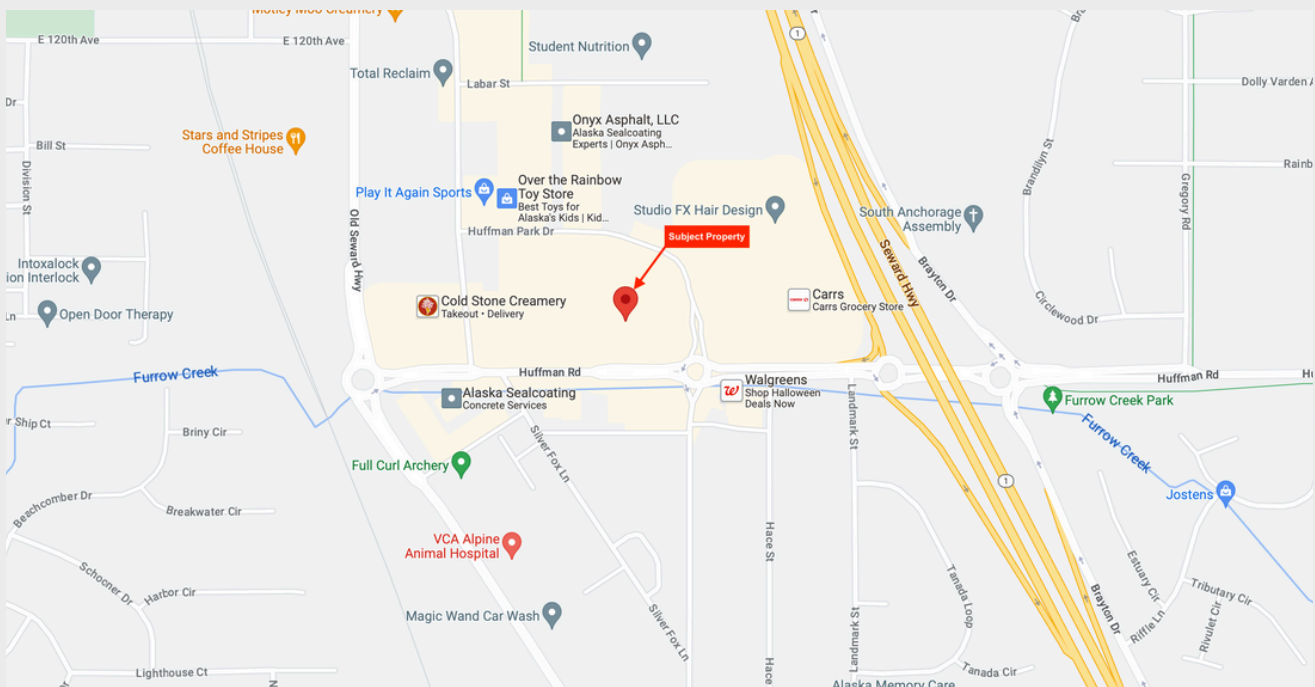 Motley Moo Creamery
E 120th Ave
E 120th Ave
Student Nutrition
1
Total Reclaim
Labar St
Dolly Varden
Dr
Onyx Asphalt, LLC
Alaska Sealcoating
Experts | Onyx Asph...
Stars and Stripes
Coffee House
Bill St
Division St
Brandilyn St
Gregory Rd
Rainb
Play It Again Sports
Over the Rainbow
Toy Store
Best Toys for
Alaska's Kids | Kid...
Studio FX Hair Design
South Anchorage
Assembly
Old Seward Hwy
Huffman Park Dr
Subject Property
Seward Hwy
Brayton Dr
Intoxalock
ion Interlock
Open Door Therapy
Ln
Cold Stone Creamery
Takeout • Delivery
Carrs
Carrs Grocery Store
Circlewood Dr
Furrow Creek
Huffman Rd
Huffman Rd
Alaska Sealcoating
Concrete Services
Walgreens
Shop Halloween
Deals Now
Landmark St
Furrow Creek Park
Furrow Creek
r Ship Ct
Briny Cir
Silver Fox Ln
Full Curl Archery
1
Jostens
Beachcomber Dr
Breakwater Cir
VCA Alpine
Animal Hospital
Hace St
Schooner Dr
Harbor Cir
Tanada Loop
Estuary Cir
Tributary Cir
Brayton Dr
Riffle Ln
Rivulet Cir
Magic Wand Car Wash
Silver Fox Ln
Landmark St
Lighthouse Ct
Hace
Tanada Cir
Alaska Memory Care